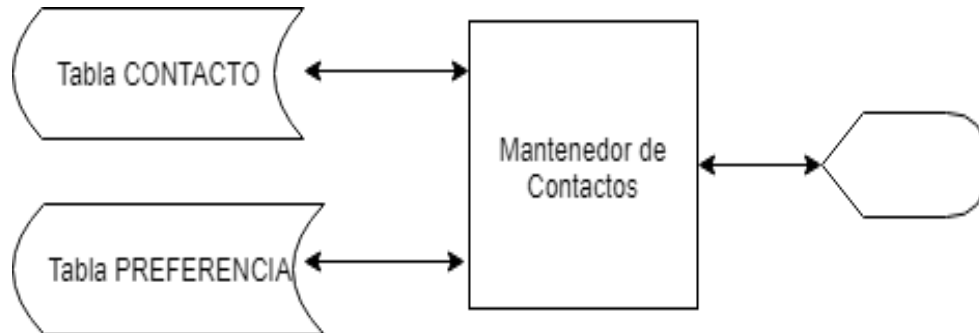 Tabla CONTACTO
Mantenedor de
Contactos
Tabla PREFERENCIA